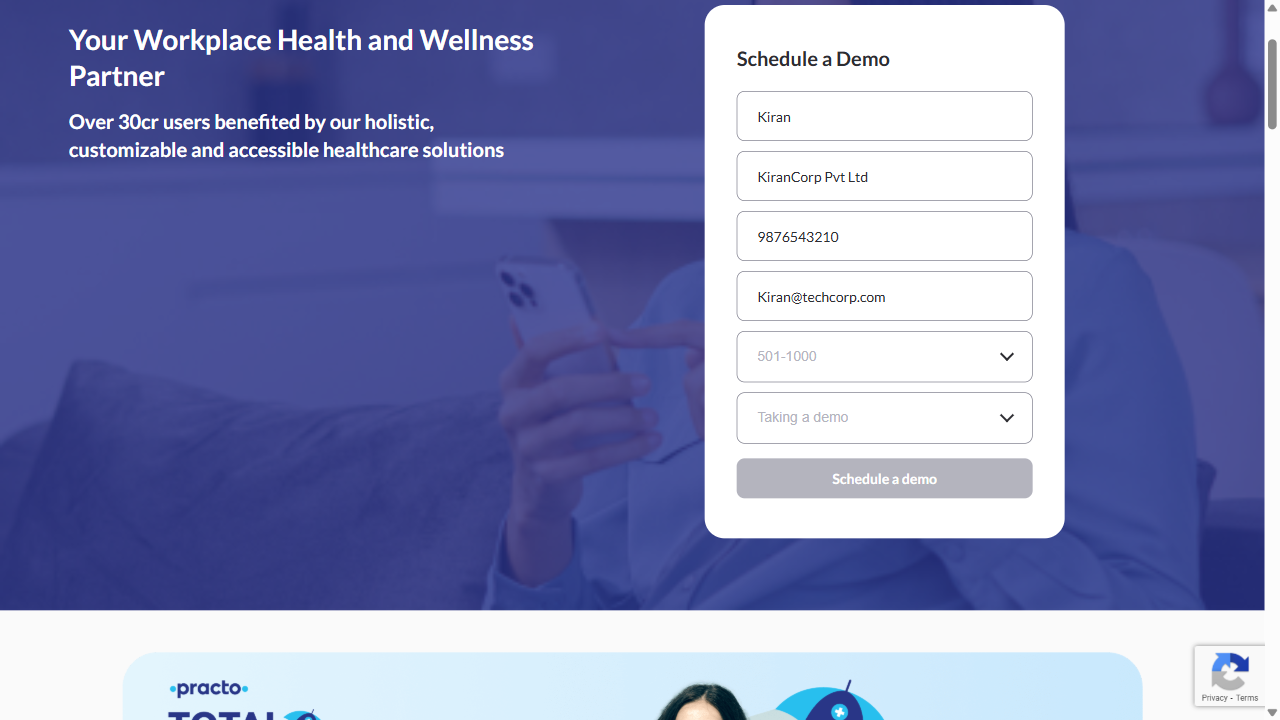 Your Workplace Health and Wellness
Partner
Over 30cr users benefited by our holistic,
customizable and accessible healthcare solutions
Schedule a Demo
Kiran
KiranCorp Pvt Ltd
9876543210
Kiran@techcorp.com
501-1000
Taking a demo
Schedule a demo
practo
TOTAL
Privacy - Terms